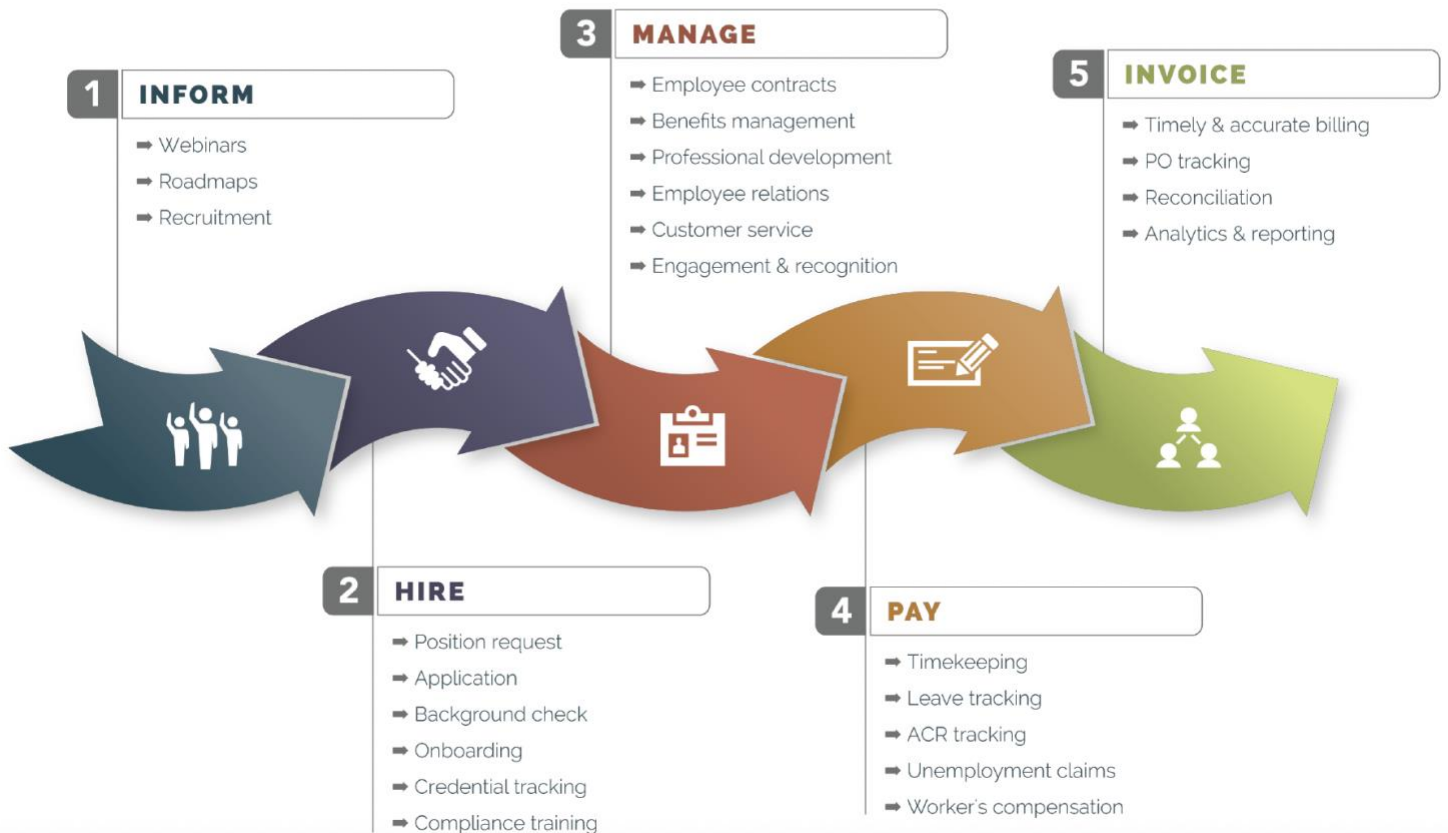 1 INFORM
➡ Webinars
➡ Roadmaps
➡ Recruitment
2 HIRE
➡ Position request
➡ Application
➡ Background check
➡ Onboarding
➡ Credential tracking
➡ Compliance training
3 MANAGE
➡ Employee contracts
➡ Benefits management
➡ Professional development
➡ Employee relations
➡ Customer service
➡ Engagement & recognition
4 PAY
➡ Timekeeping
➡ Leave tracking
➡ ACR tracking
➡ Unemployment claims
➡ Worker's compensation
5 INVOICE
➡ Timely & accurate billing
➡ PO tracking
➡ Reconciliation
➡ Analytics & reporting